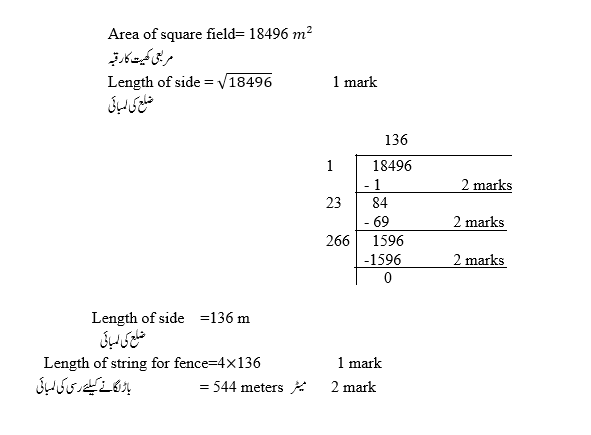 Area of square field= 18496 m²
مربعی کھیت کا رقبہ
Length of side = √18496 1 mark
ضلع کی لمبائی
136
1 18496
- 1 2 marks
23 84
- 69 2 marks
266 1596
-1596 2 marks
0
Length of side =136 m
ضلع کی لمبائی
Length of string for fence=4×136 1 mark
باڑ لگانے کیلئے رسی کی لمبائی = 544 meters میٹر 2 mark